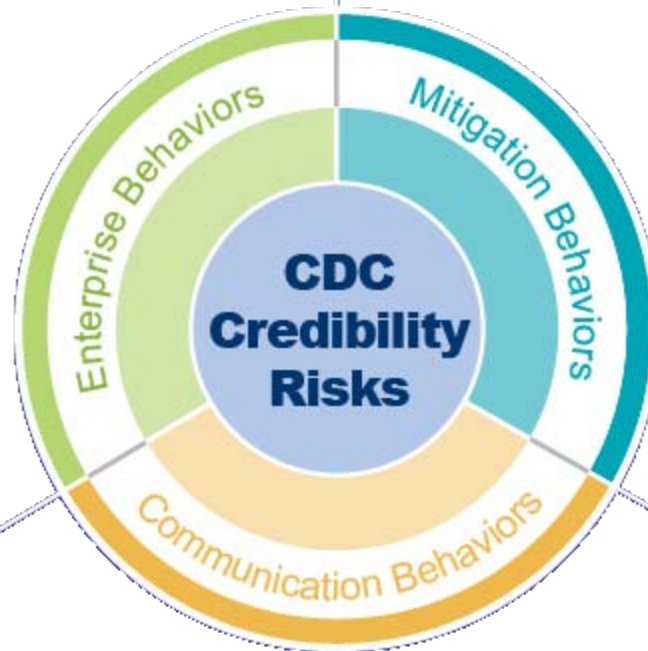 Enterprise Behaviors
Mitigation Behaviors
CDC
Credibility
Risks
Communication Behaviors